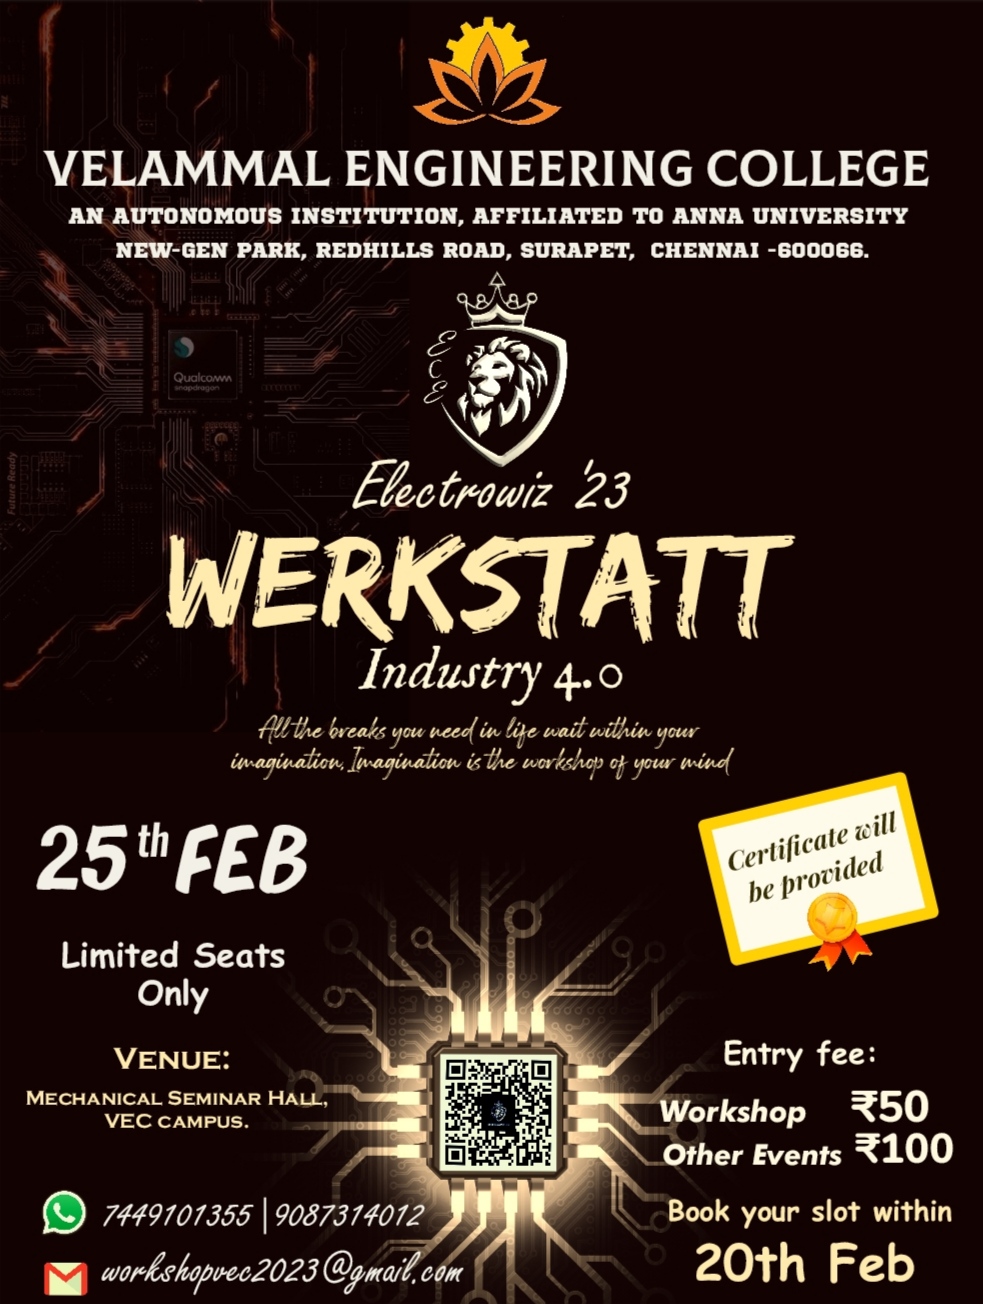 VELAMMAL ENGINEERING COLLEGE
AN AUTONOMOUS INSTITUTION, AFFILIATED TO ANNA UNIVERSITY
NEW-GEN PARK, REDHILLS ROAD, SURAPET, CHENNAI -600066.
ECE
Qualcomm
snapdragon
Future Ready
Electrowiz '23
WERKSTATT
Industry 4.0
All the breaks you need in life wait within your
imagination, Imagination is the workshop of your mind
25th FEB
Certificate will
be provided
Limited Seats
Only
VENUE:
MECHANICAL SEMINAR HALL,
VEC CAMPUS.
Entry fee:
Workshop ₹50
Other Events ₹100
7449101355 | 9087314012
workshopvec2023@gmail.com
Book your slot within
20th Feb